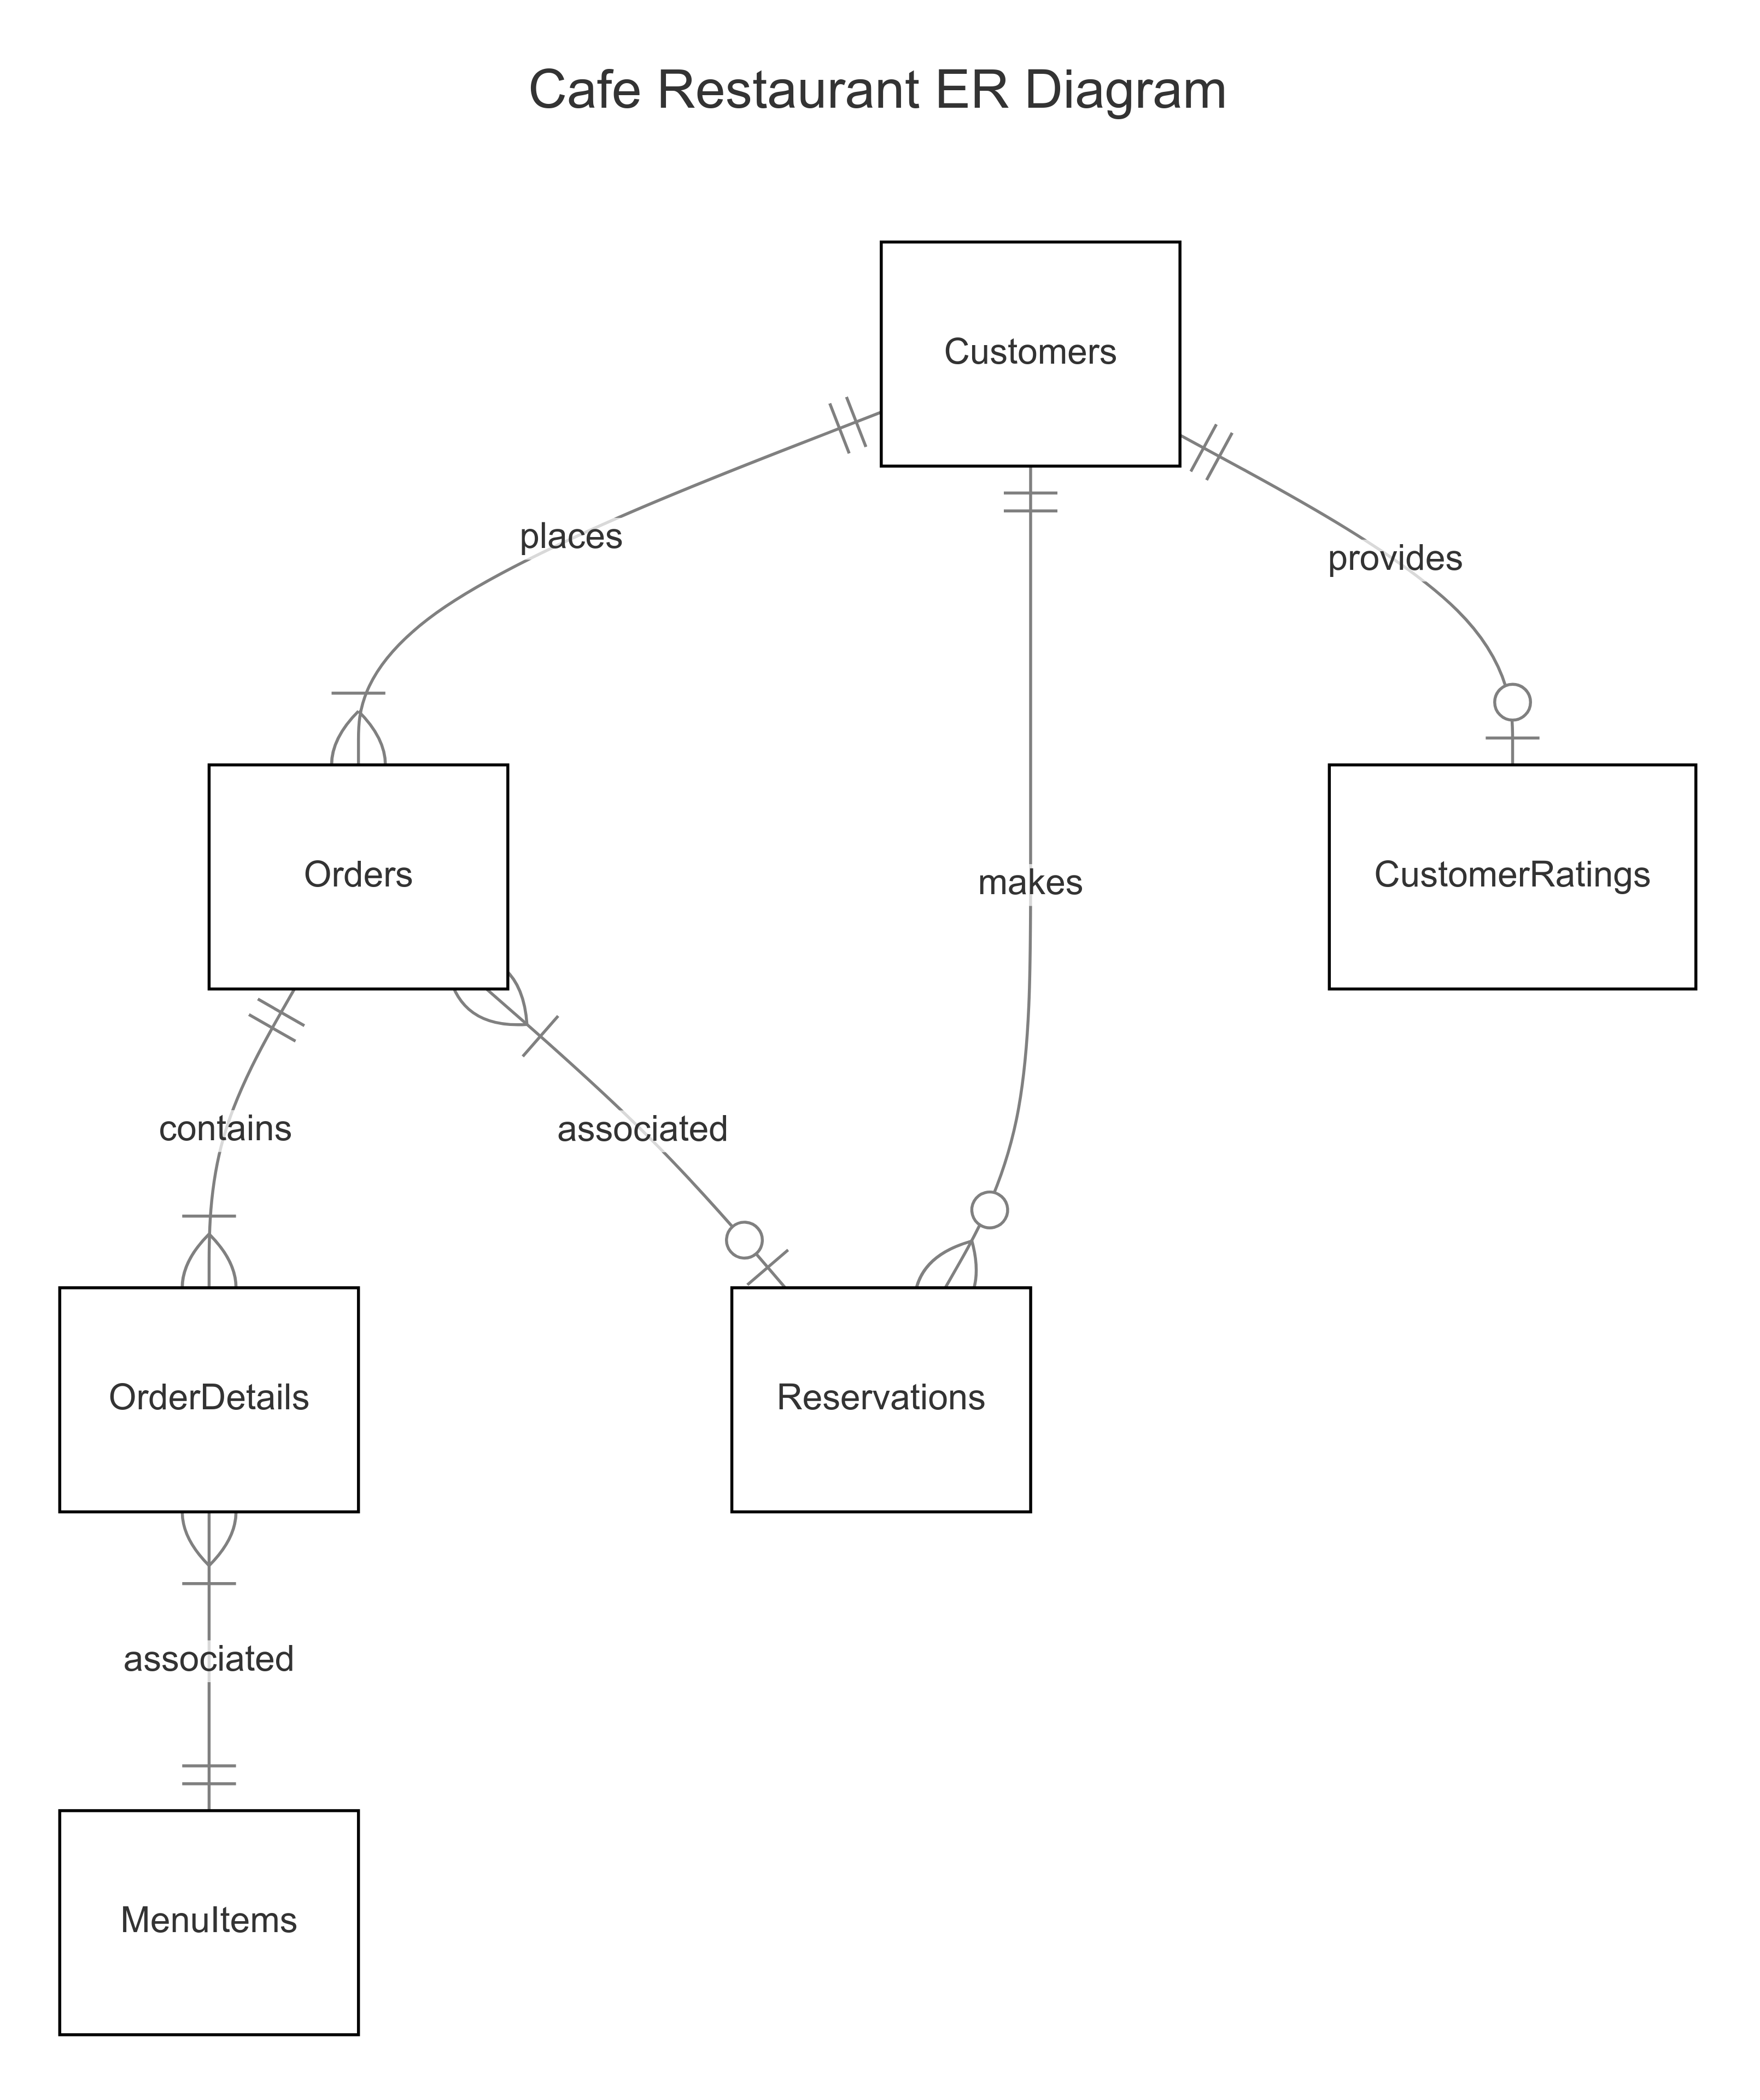 Cafe Restaurant ER Diagram
Customers
places
provides
Orders
makes
CustomerRatings
contains
associated
OrderDetails
Reservations
associated
MenuItems